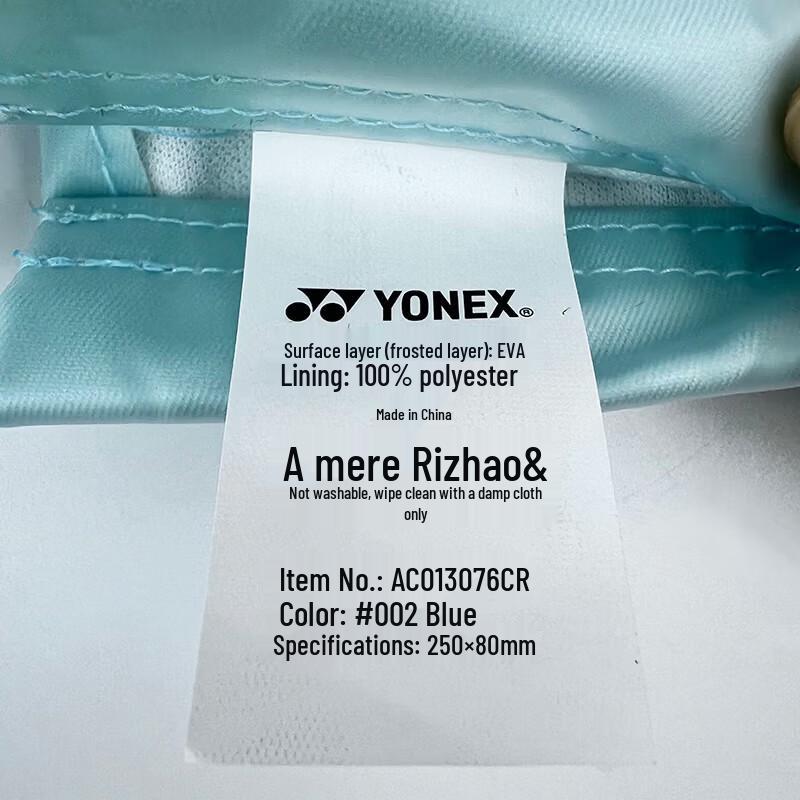 YONEX®
Surface layer (frosted layer): EVA
Lining: 100% polyester
Made in China
A mere Rizhao&
Not washable, wipe clean with a damp cloth
only
Item No.: AC013076CR
Color: #002 Blue
Specifications: 250×80mm